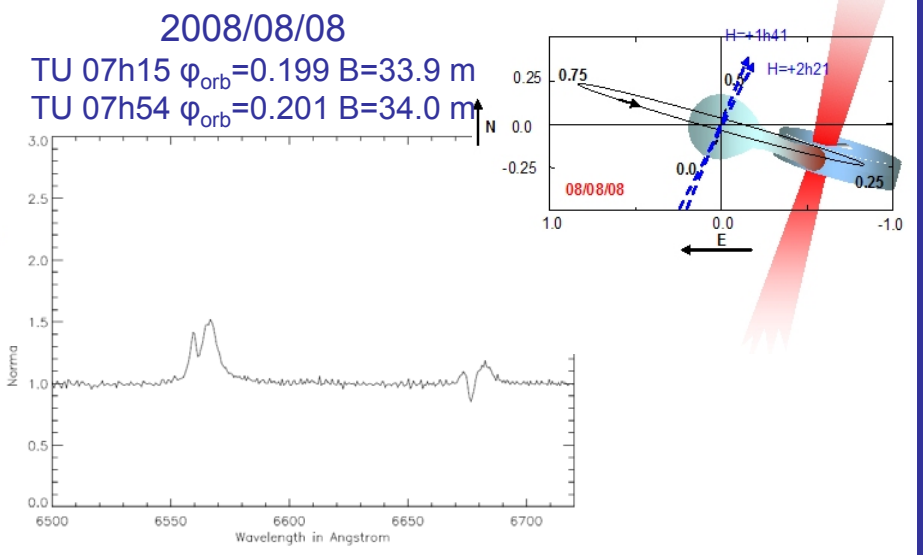 2008/08/08
TU 07h15 φorb=0.199 B=33.9 m
TU 07h54 φorb=0.201 B=34.0 m
3.0
2.5
2.0
1.5
1.0
0.5
0.0
Norma
6500 6550 6600 6650 6700
Wavelength in Angstrom
H=+1h41
H=+2h21
0.25
0.75
0.5
N
0.0
-0.25
0.0
0.25
08/08/08
1.0 0.0 -1.0
E